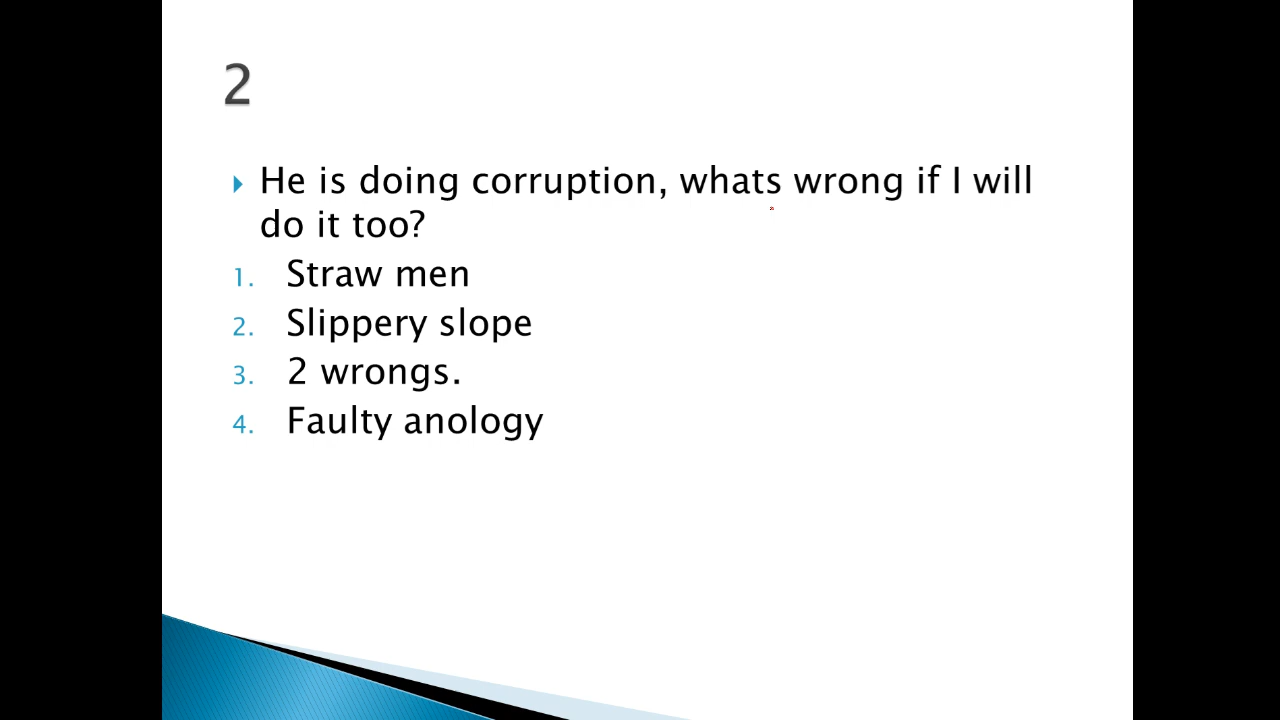 2
He is doing corruption, whats wrong if I will
do it too?
1. Straw men
2. Slippery slope
3. 2 wrongs.
4. Faulty anology